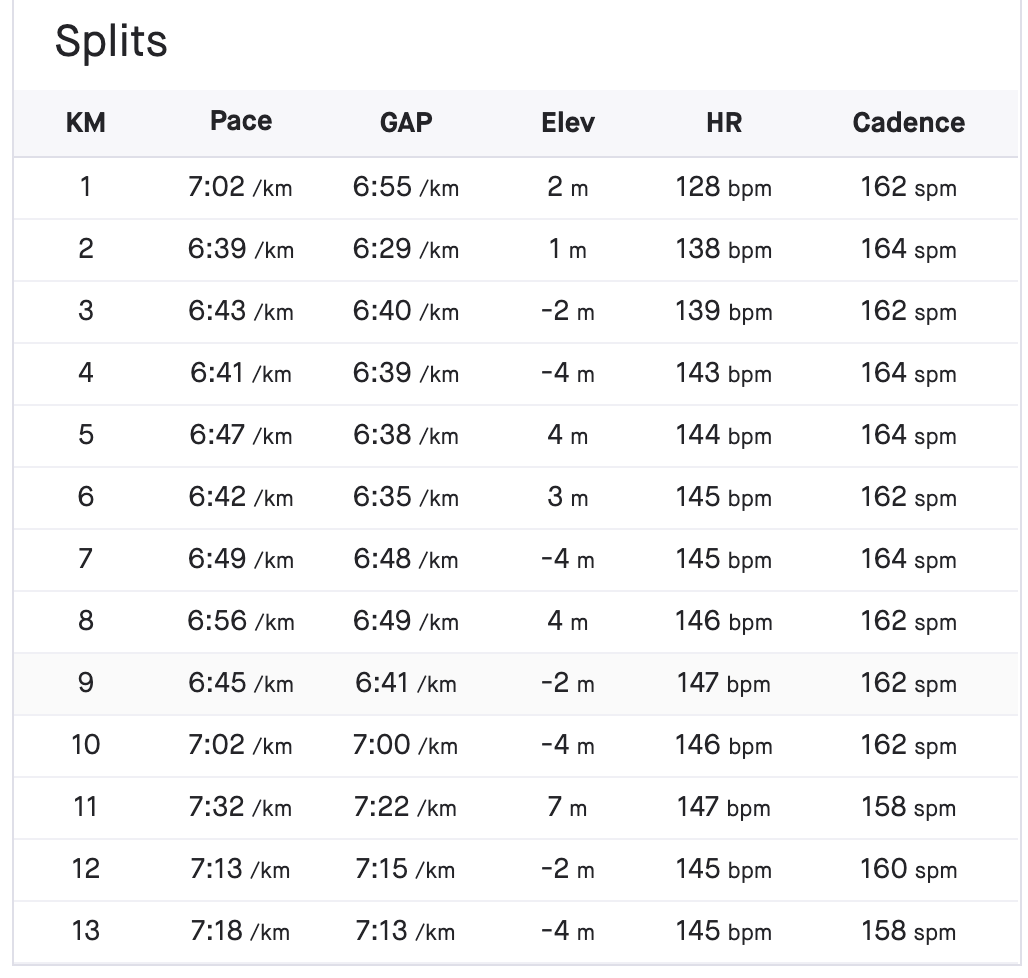 Splits
KM Pace GAP Elev HR Cadence
1 7:02 /km 6:55 /km 2 m 128 bpm 162 spm
2 6:39 /km 6:29 /km 1 m 138 bpm 164 spm
3 6:43 /km 6:40 /km -2 m 139 bpm 162 spm
4 6:41 /km 6:39 /km -4 m 143 bpm 164 spm
5 6:47 /km 6:38 /km 4 m 144 bpm 164 spm
6 6:42 /km 6:35 /km 3 m 145 bpm 162 spm
7 6:49 /km 6:48 /km -4 m 145 bpm 164 spm
8 6:56 /km 6:49 /km 4 m 146 bpm 162 spm
9 6:45 /km 6:41 /km -2 m 147 bpm 162 spm
10 7:02 /km 7:00 /km -4 m 146 bpm 162 spm
11 7:32 /km 7:22 /km 7 m 147 bpm 158 spm
12 7:13 /km 7:15 /km -2 m 145 bpm 160 spm
13 7:18 /km 7:13 /km -4 m 145 bpm 158 spm